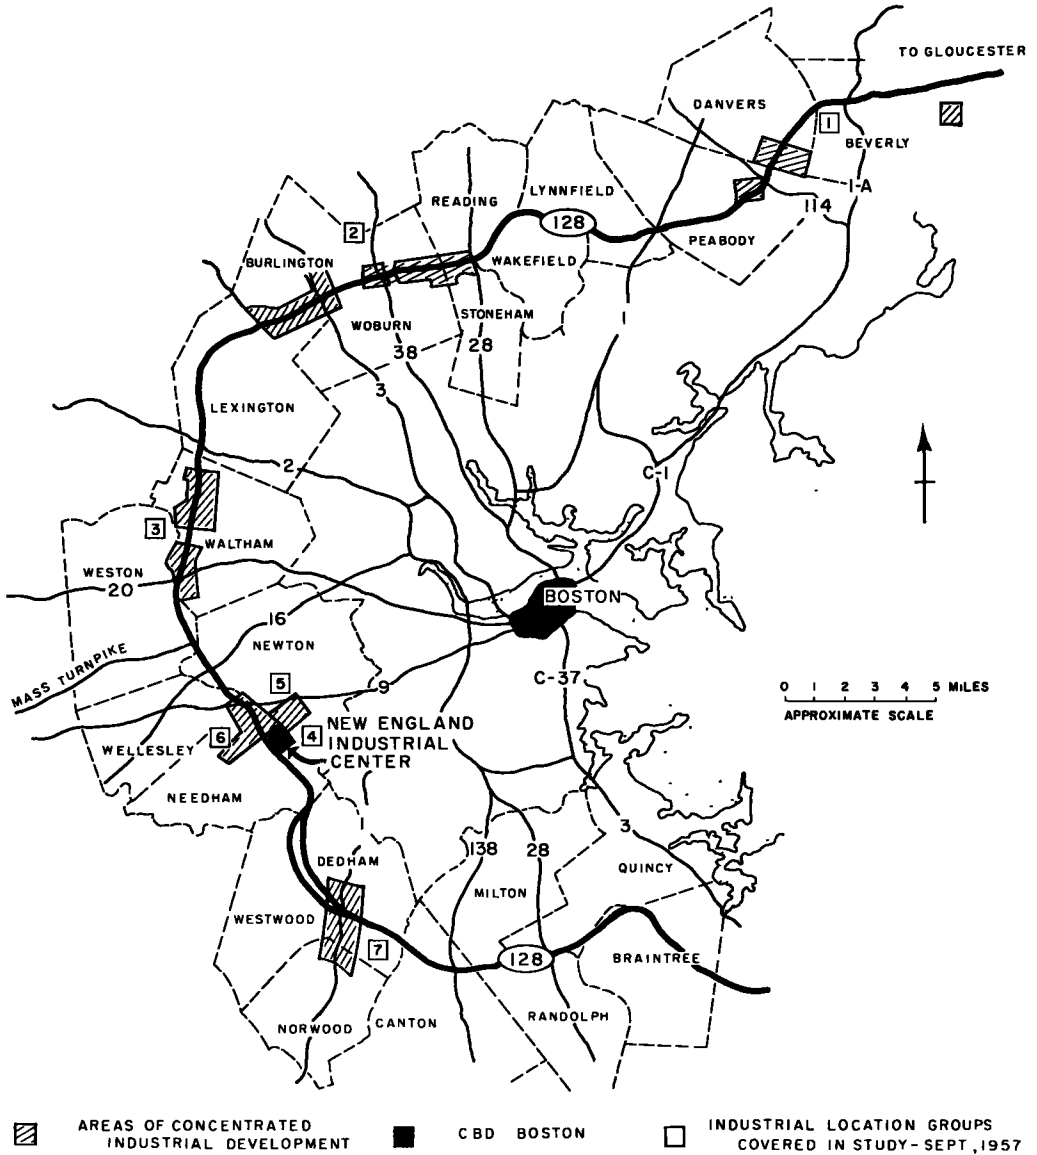 TO GLOUCESTER
DANVERS
1
BEVERLY
1-A
114
READING
LYNNFIELD
128
PEABODY
2
BURLINGTON
WAKEFIELD
WOBURN
STONEHAM
1
38
28
3
LEXINGTON
2
C-1
3
WALTHAM
WESTON
20
BOSTON
16
NEWTON
MASS TURNPIKE
5
9
C-37
0 1 2 3 4 5 MILES
APPROXIMATE SCALE
6
4
NEW ENGLAND
INDUSTRIAL
CENTER
WELLESLEY
NEEDHAM
3
138
28
DEDHAM
QUINCY
MILTON
WESTWOOD
7
128
BRAINTREE
NORWOOD
CANTON
RANDOLPH
AREAS OF CONCENTRATED
INDUSTRIAL DEVELOPMENT
CBD BOSTON
INDUSTRIAL LOCATION GROUPS
COVERED IN STUDY-SEPT, 1957